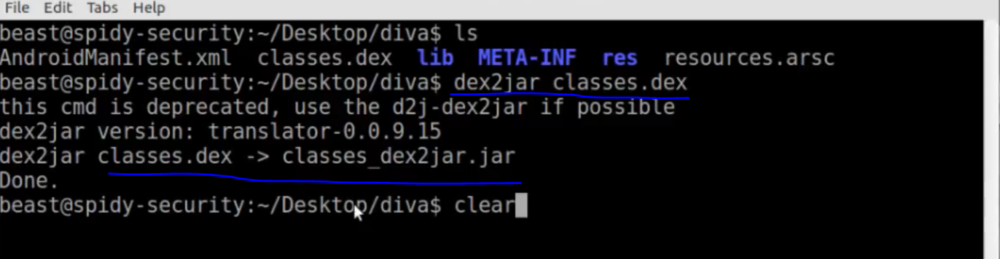 File Edit Tabs Help
beast@spidy-security:~/Desktop/diva$ ls
AndroidManifest.xml classes.dex lib META-INF res resources.arsc
beast@spidy-security:~/Desktop/diva$ dex2jar classes.dex
this cmd is deprecated, use the d2j-dex2jar if possible
dex2jar version: translator-0.0.9.15
dex2jar classes.dex -> classes_dex2jar.jar
Done.
beast@spidy-security:~/Desktop/diva$ clear